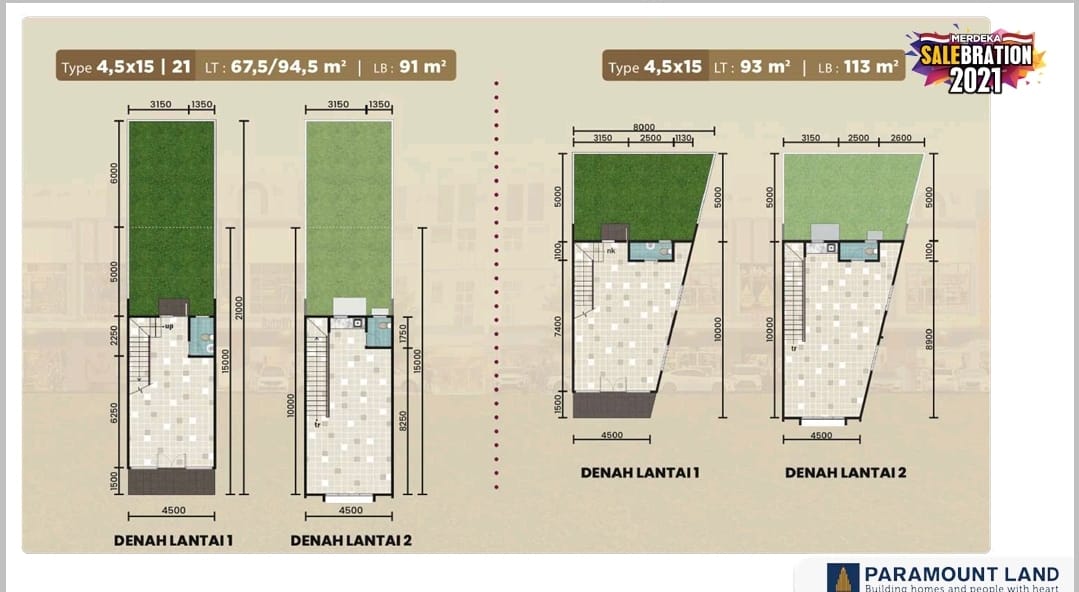 Type 4,5x15 | 21 LT : 67,5/94,5 m² | LB : 91 m²
Type 4,5x15 LT : 93 m² | LB : 113 m²
MERDEKA
SALEBRATION
2021
3150 1350
6000
5000
2250
6250
1500
21000
15000
up
4500
DENAH LANTAI 1
3150 1350
10000
1750
15000
8250
tr
4500
DENAH LANTAI 2
8000
3150 2500 1130
5000
1100
7400
1500
5000
10000
nk
4500
DENAH LANTAI 1
3150 2500 2600
5000
10000
5000
1100
8900
tr
4500
DENAH LANTAI 2
PARAMOUNT LAND
Building homes and people with heart